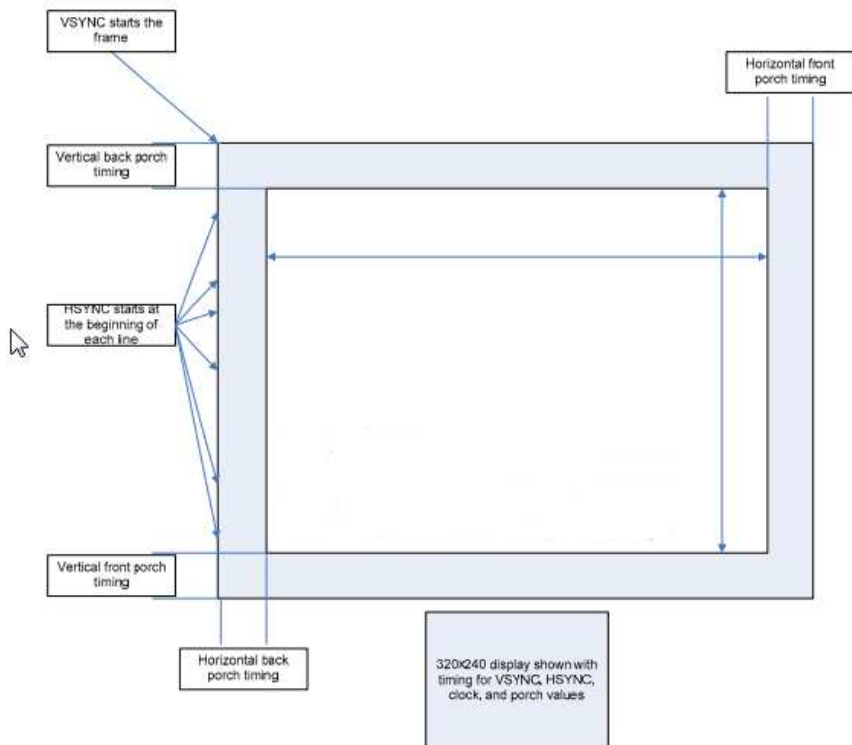 VSYNC starts the
frame
Horizontal front
porch timing
Vertical back porch
timing
HSYNC starts at
the beginning of
each line
Vertical front porch
timing
Horizontal back
porch timing
320x240 display shown with
timing for VSYNC, HSYNC,
clock, and porch values